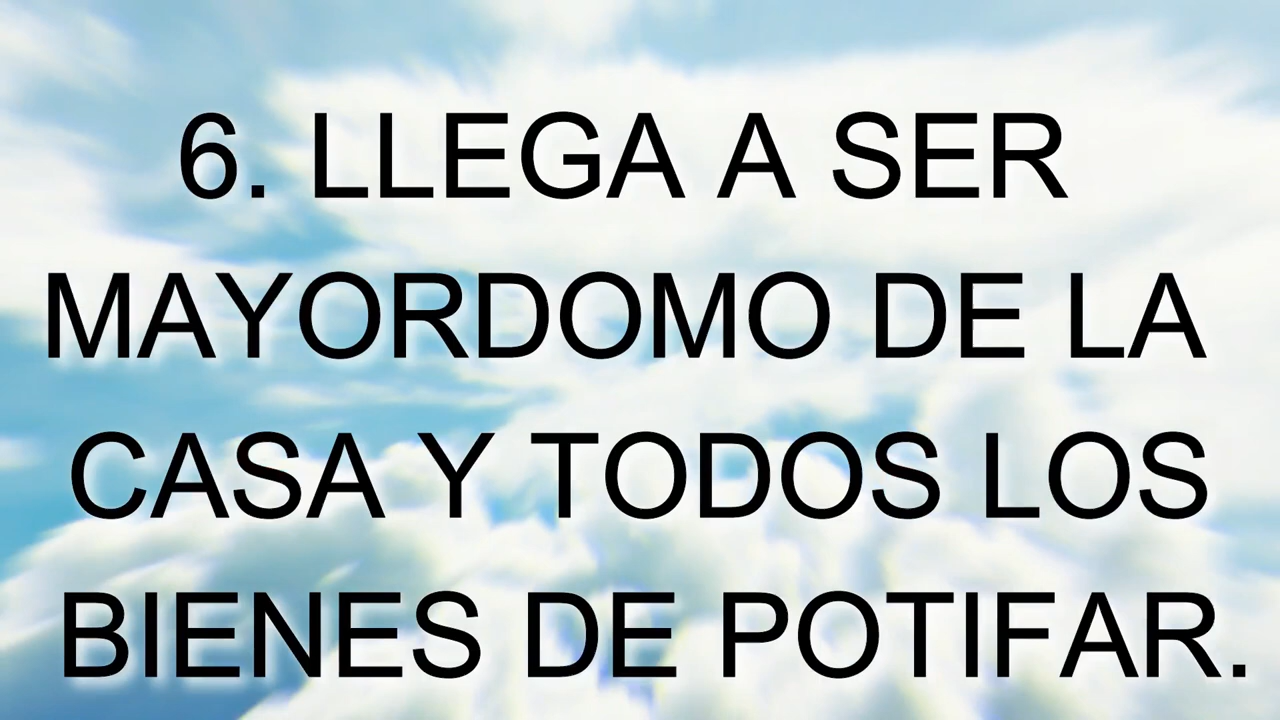 6. LLEGA A SER
MAYORDOMO DE LA
CASA Y TODOS LOS
BIENES DE POTIFAR.